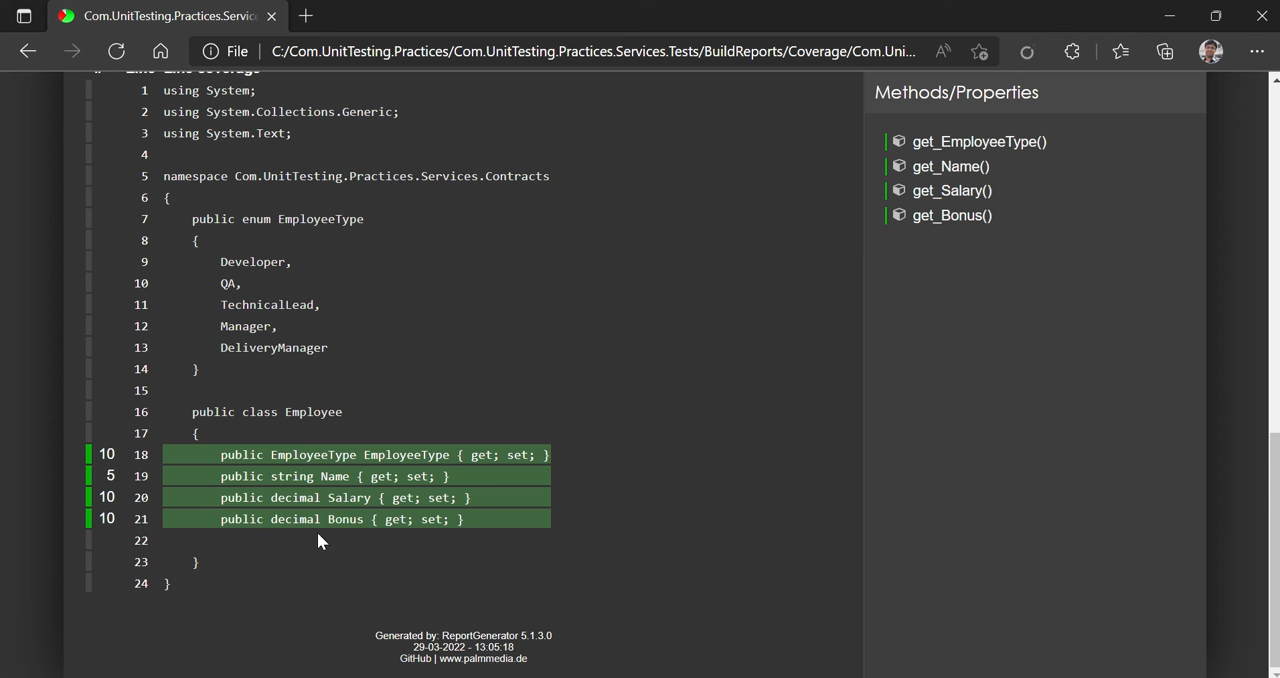 Com.UnitTesting.Practices.Servic
File C:/Com.UnitTesting.Practices/Com.UnitTesting.Practices.Services.Tests/BuildReports/Coverage/Com.Uni...
# Line Line coverage
1 using System;
2 using System.Collections.Generic;
3 using System.Text;
4
5 namespace Com.UnitTesting.Practices.Services.Contracts
6 {
7 public enum EmployeeType
8 {
9 Developer,
10 QA,
11 TechnicalLead,
12 Manager,
13 DeliveryManager
14 }
15
16 public class Employee
17 {
10 18 public EmployeeType EmployeeType { get; set; }
5 19 public string Name { get; set; }
10 20 public decimal Salary { get; set; }
10 21 public decimal Bonus { get; set; }
22
23 }
24 }
Generated by: ReportGenerator 5.1.3.0
29-03-2022 - 13:05:18
GitHub | www.palmmedia.de
Methods/Properties
get_EmployeeType()
get_Name()
get_Salary()
get_Bonus()